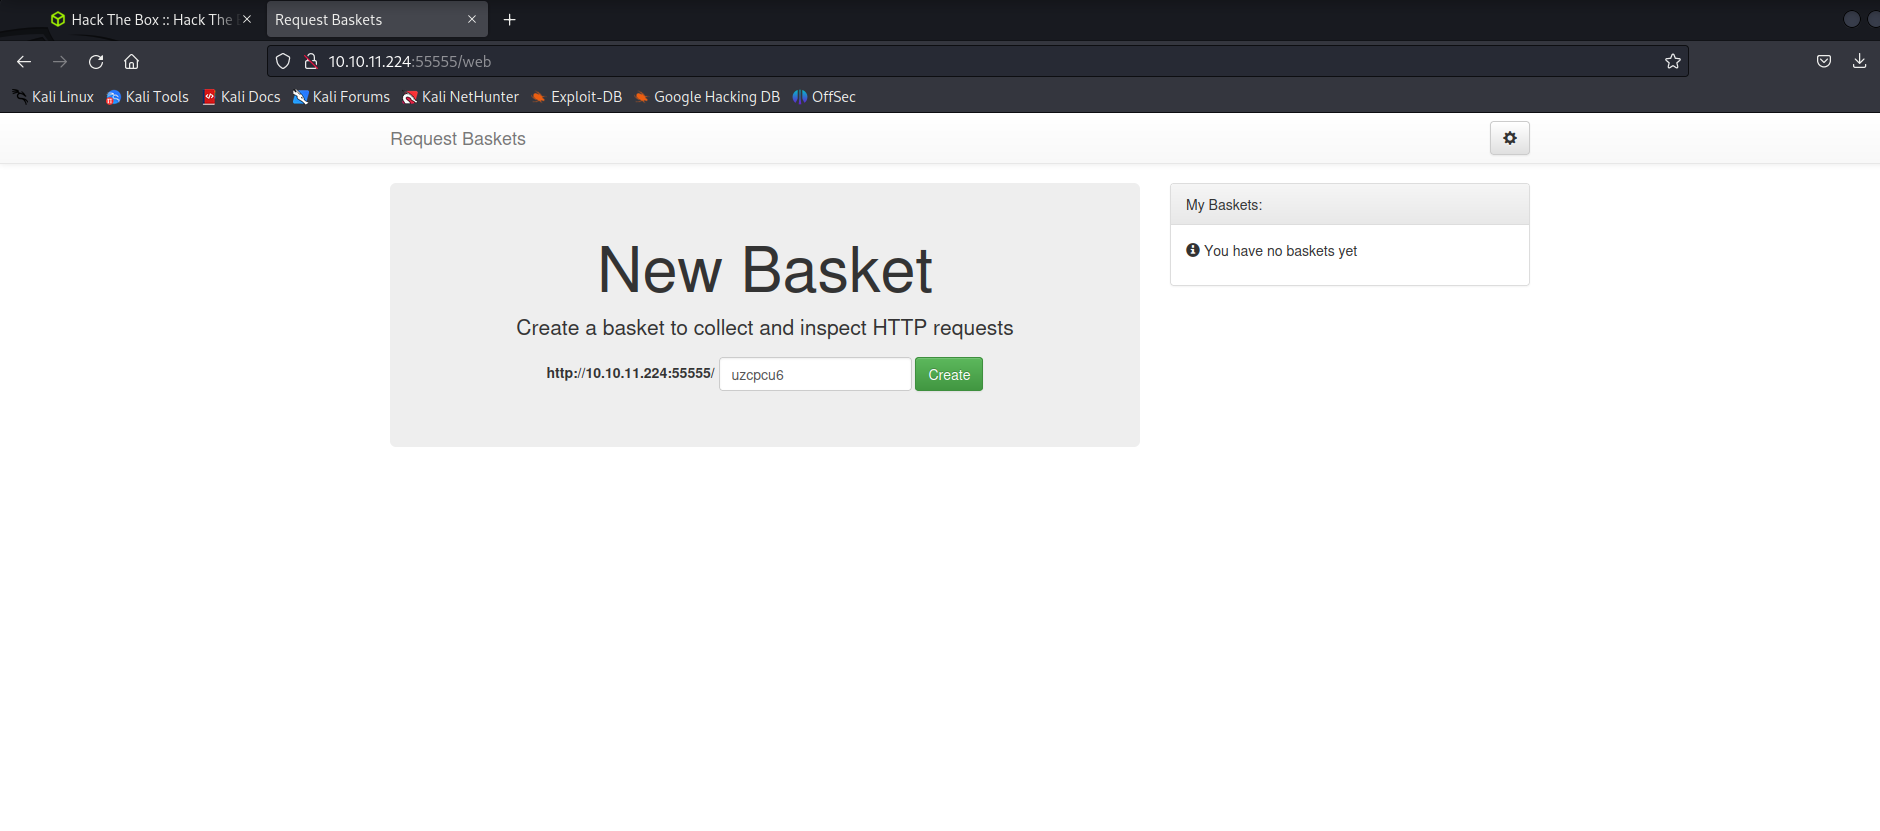 Hack The Box :: Hack The
Request Baskets
10.10.11.224:55555/web
Kali Linux
Kali Tools
Kali Docs
Kali Forums
Kali NetHunter
Exploit-DB
Google Hacking DB
OffSec
Request Baskets
New Basket
Create a basket to collect and inspect HTTP requests
http://10.10.11.224:55555/ uzcpcu6 Create
My Baskets:
You have no baskets yet